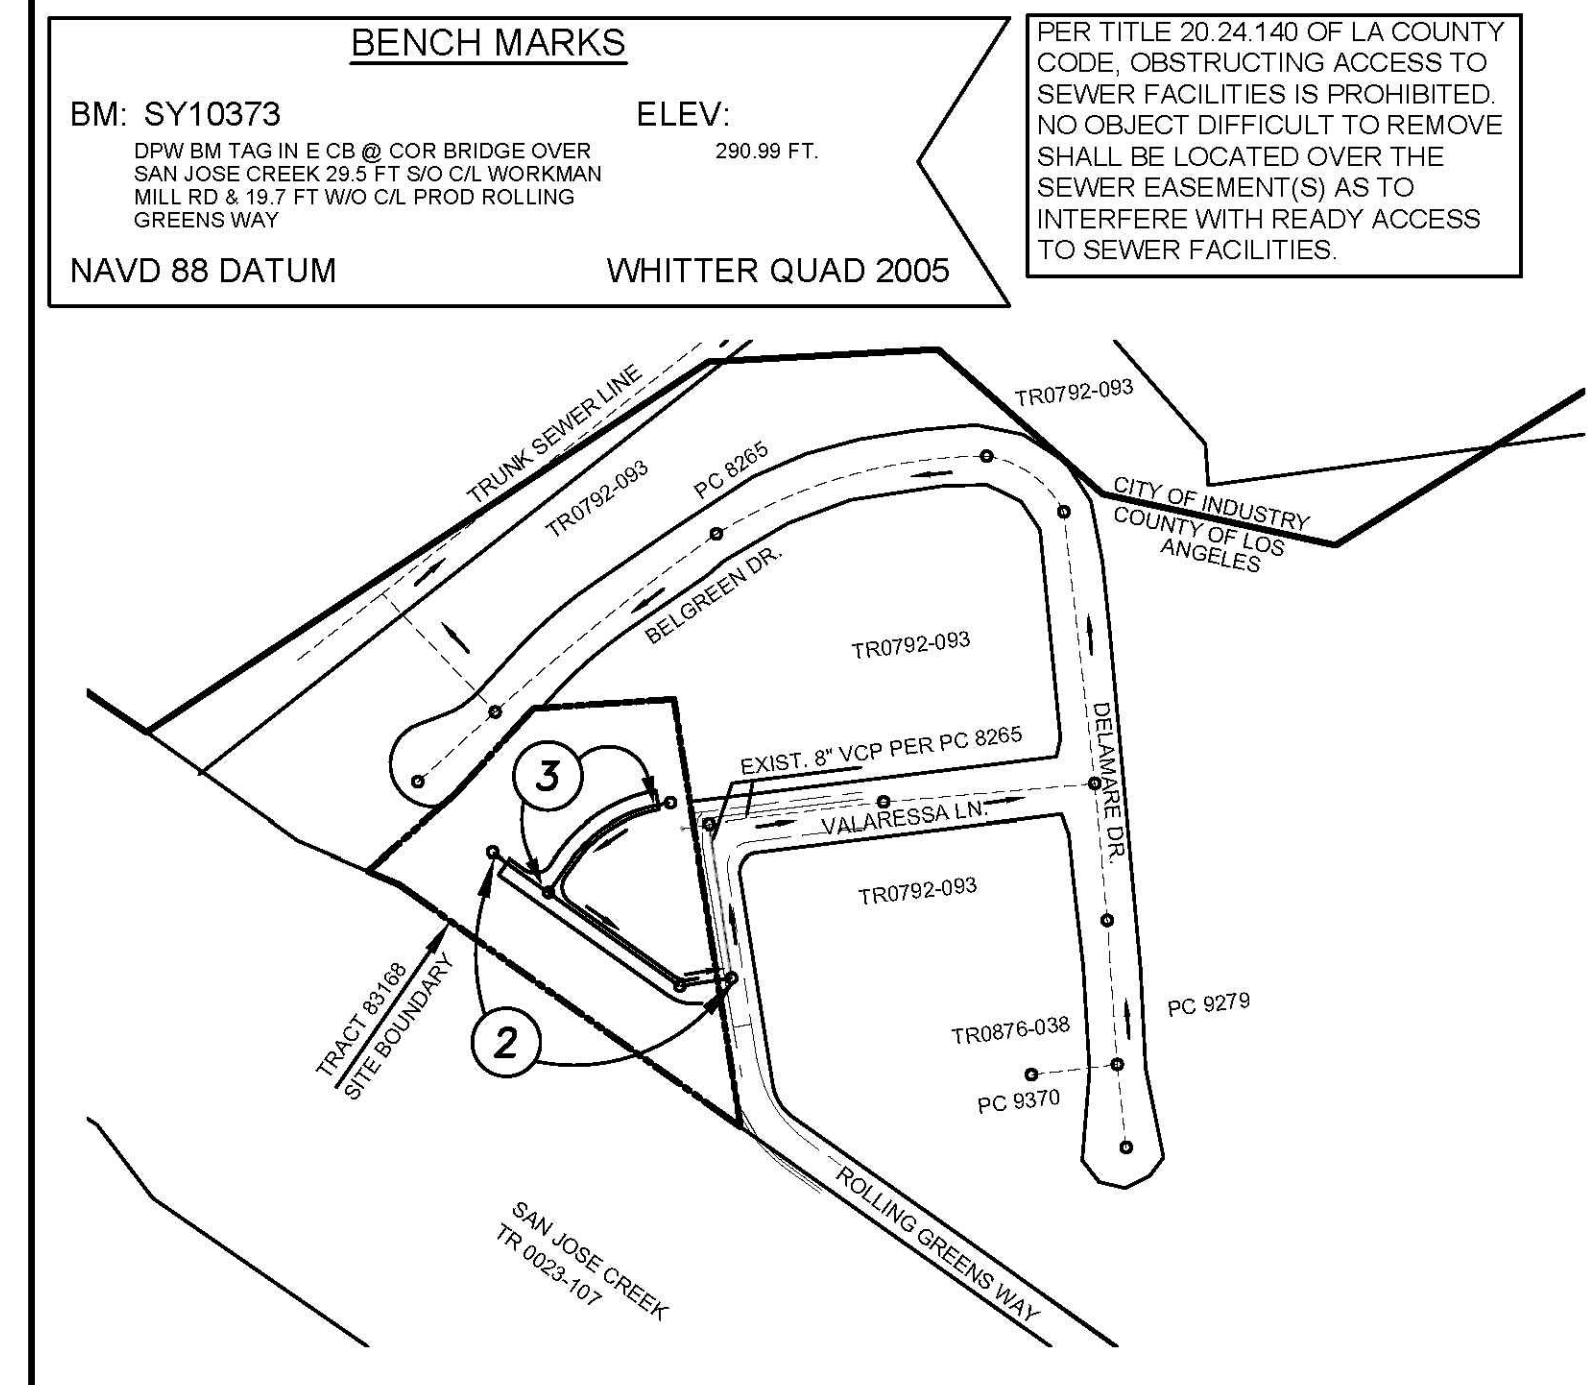 BENCH MARKS
BM: SY10373
ELEV:
DPW BM TAG IN E CB @ COR BRIDGE OVER
SAN JOSE CREEK 29.5 FT S/O C/L WORKMAN
MILL RD & 19.7 FT W/O C/L PROD ROLLING
GREENS WAY
290.99 FT.
NAVD 88 DATUM
WHITTER QUAD 2005
PER TITLE 20.24.140 OF LA COUNTY
CODE, OBSTRUCTING ACCESS TO
SEWER FACILITIES IS PROHIBITED.
NO OBJECT DIFFICULT TO REMOVE
SHALL BE LOCATED OVER THE
SEWER EASEMENT(S) AS TO
INTERFERE WITH READY ACCESS
TO SEWER FACILITIES.
TRUNK SEWER LINE
TR0792-093
PC 8265
TR0792-093
CITY OF INDUSTRY
COUNTY OF LOS
ANGELES
BELGREEN DR.
TR0792-093
DELAMARE DR.
EXIST. 8" VCP PER PC 8265
3
VALARESSA LN.
TR0792-093
TRACT 83168
SITE BOUNDARY
2
TR0876-038
PC 9279
PC 9370
ROLLING GREENS WAY
SAN JOSE CREEK
TR 0023-107